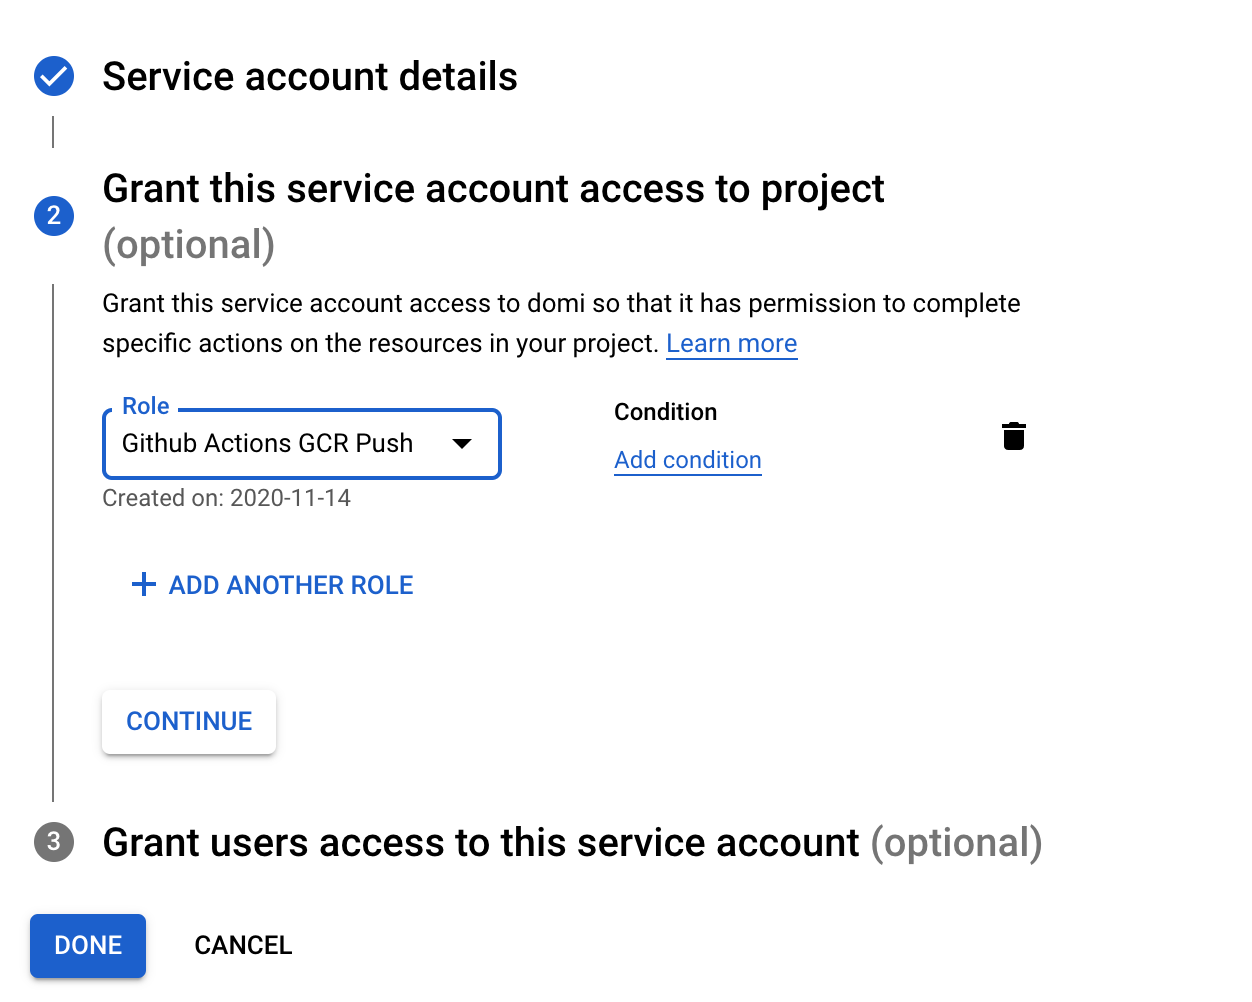 Service account details
2
Grant this service account access to project
(optional)
Grant this service account access to domi so that it has permission to complete
specific actions on the resources in your project. Learn more
Role
Github Actions GCR Push
Created on: 2020-11-14
Condition
Add condition
+ ADD ANOTHER ROLE
CONTINUE
3
Grant users access to this service account (optional)
DONE
CANCEL